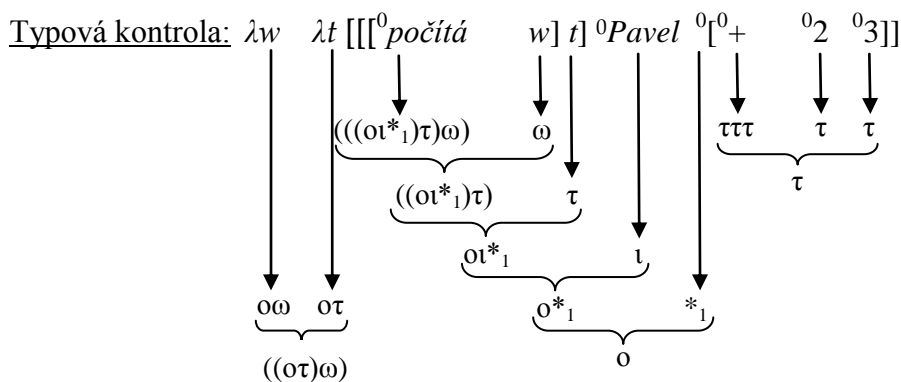 Typová kontrola: λw λt [[[⁰počítá w] t] ⁰Pavel ⁰[⁰+ ⁰2 ⁰3]]
(((οι*₁)τ)ω) ω τττ τ τ
((οι*₁)τ) τ τ
οι*₁ ι
οω οτ ο*₁ *₁
((οτ)ω) ο